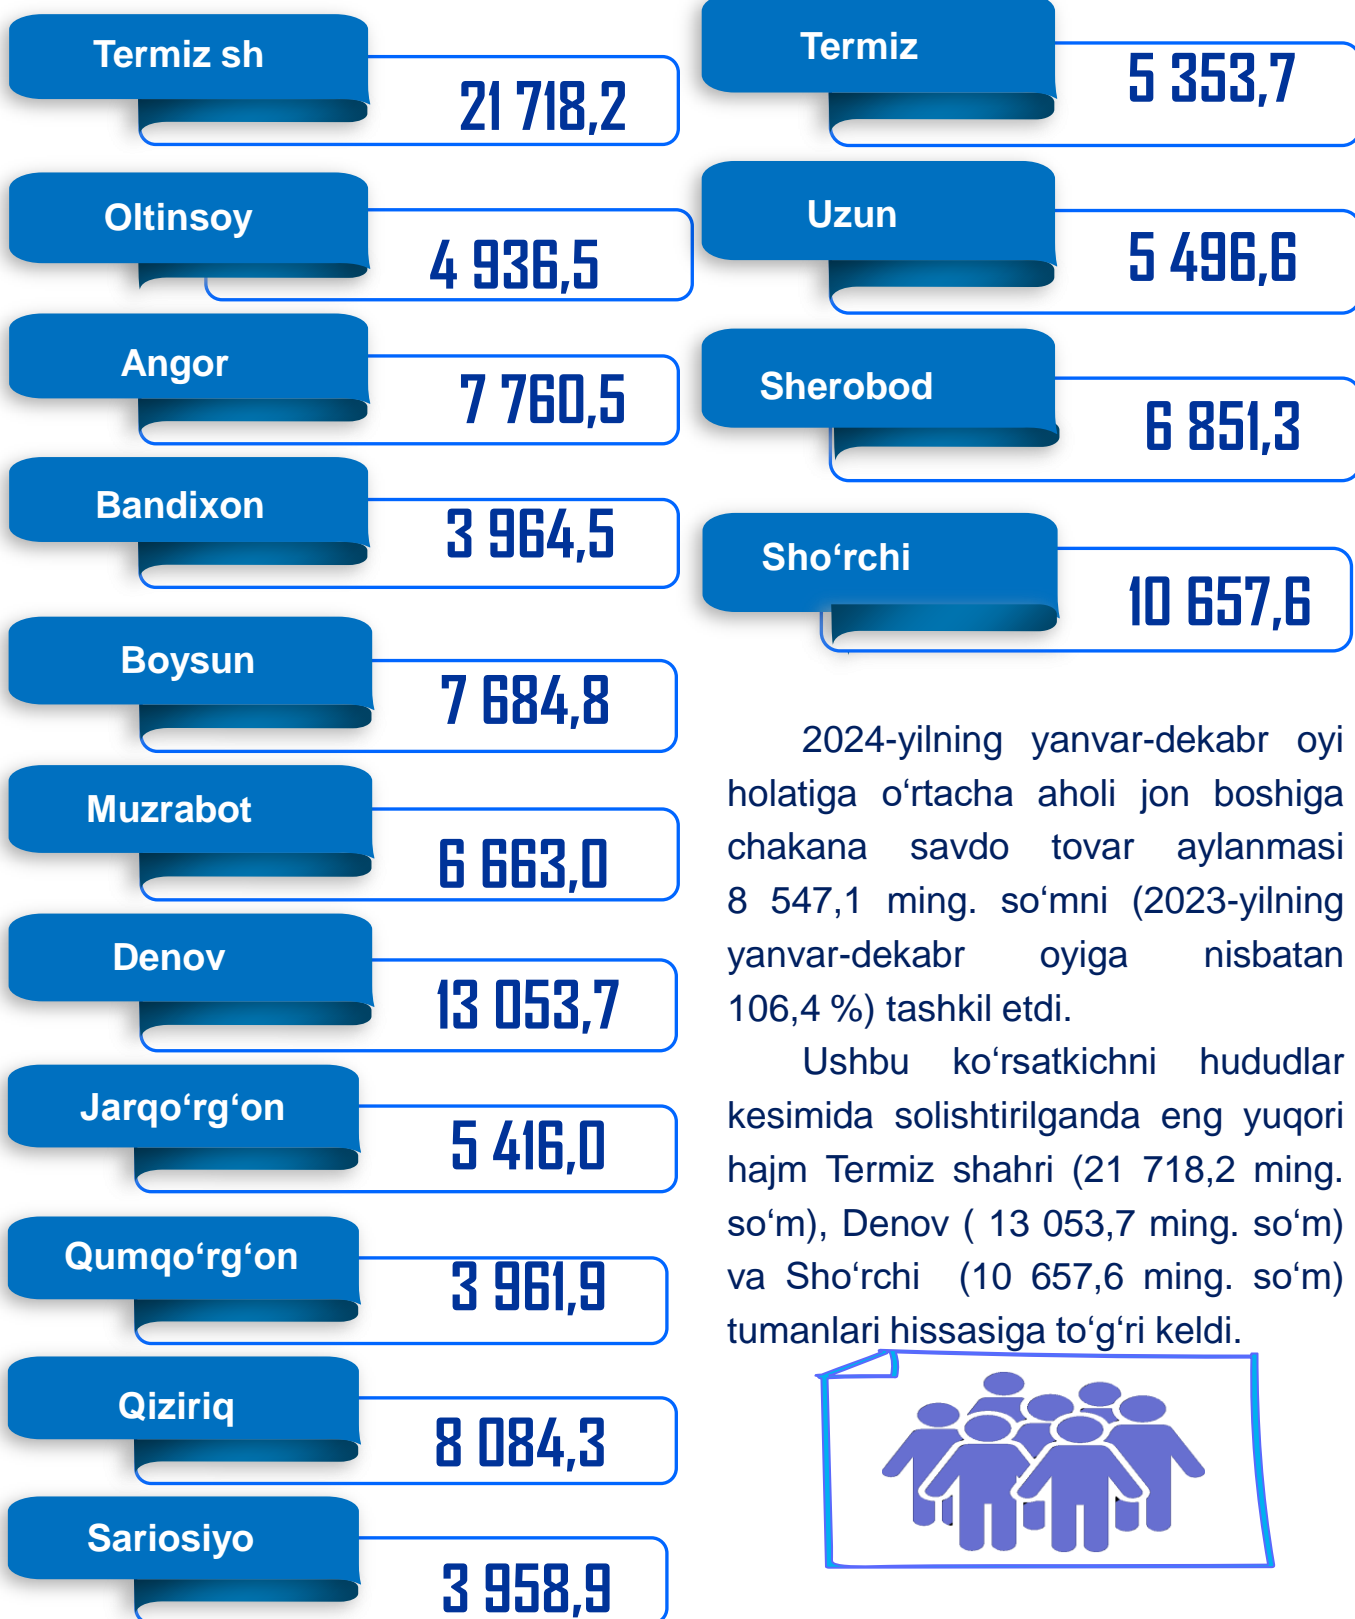 Termiz sh
21 718,2
Oltinsoy
4 936,5
Angor
7 760,5
Bandixon
3 964,5
Boysun
7 684,8
Muzrabot
6 663,0
Denov
13 053,7
Jarqo‘rg‘on
5 416,0
Qumqo‘rg‘on
3 961,9
Qiziriq
8 084,3
Sariosiyo
3 958,9
Termiz
5 353,7
Uzun
5 496,6
Sherobod
6 851,3
Sho‘rchi
10 657,6
2024-yilning yanvar-dekabr oyi
holatiga o‘rtacha aholi jon boshiga
chakana savdo tovar aylanmasi
8 547,1 ming. so‘mni (2023-yilning
yanvar-dekabr oyiga nisbatan
106,4 %) tashkil etdi.
Ushbu ko‘rsatkichni hududlar
kesimida solishtirilganda eng yuqori
hajm Termiz shahri (21 718,2 ming.
so‘m), Denov ( 13 053,7 ming. so‘m)
va Sho‘rchi (10 657,6 ming. so‘m)
tumanlari hissasiga to‘g‘ri keldi.